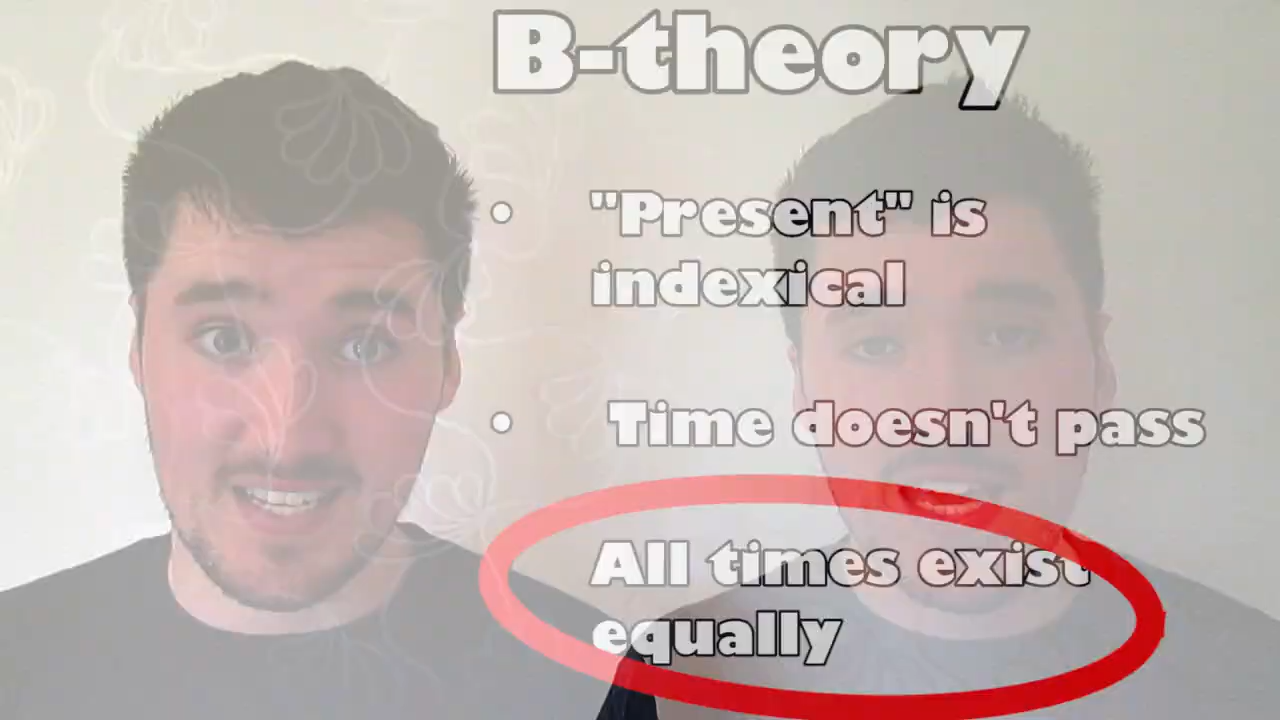 B-theory
• "Present" is
indexical
• Time doesn't pass
All times exist
equally